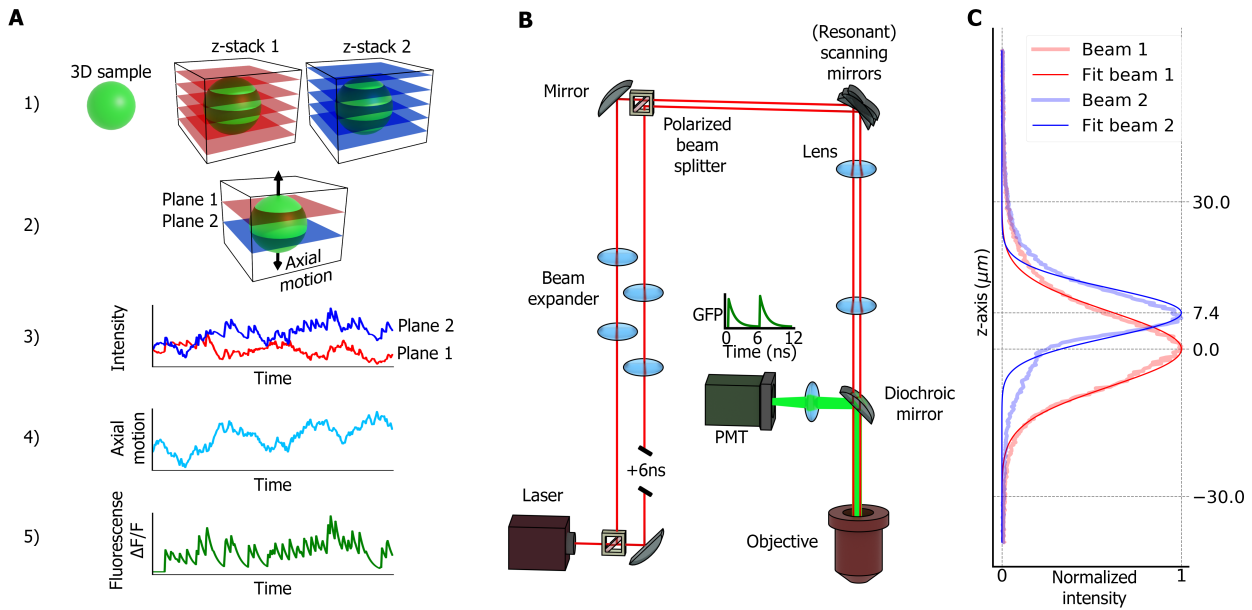 A
z-stack 1
z-stack 2
3D sample
1)
Plane 1
Plane 2
2)
Axial
motion
3)
Intensity
Plane 2
Plane 1
Time
4)
Axial
motion
Time
5)
Fluorescense
ΔF/F
Time
B
(Resonant)
scanning
mirrors
Mirror
Polarized
beam
splitter
Lens
Beam
expander
GFP
0 6 12
Time (ns)
Diochroic
mirror
PMT
+6ns
Laser
Objective
C
Beam 1
Fit beam 1
Beam 2
Fit beam 2
z-axis (μm)
30.0
7.4
0.0
−30.0
0 1
Normalized
intensity